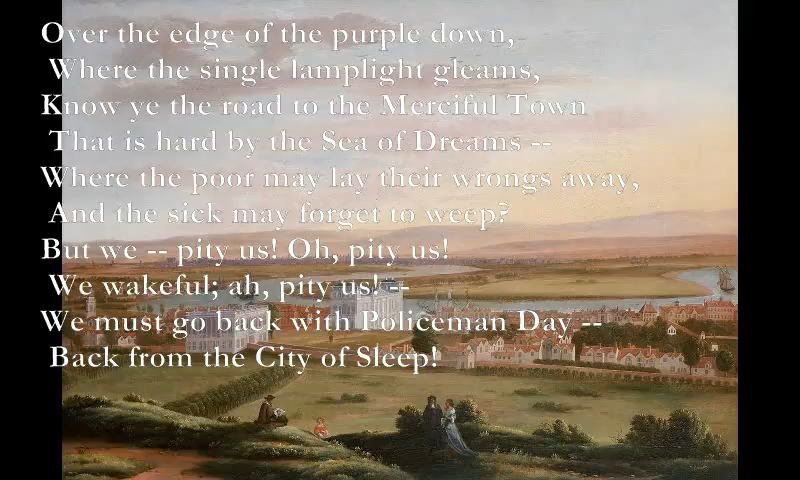 Over the edge of the purple down,
Where the single lamplight gleams,
Know ye the road to the Merciful Town
That is hard by the Sea of Dreams --
Where the poor may lay their wrongs away,
And the sick may forget to weep?
But we -- pity us! Oh, pity us!
We wakeful; ah, pity us! --
We must go back with Policeman Day --
Back from the City of Sleep!